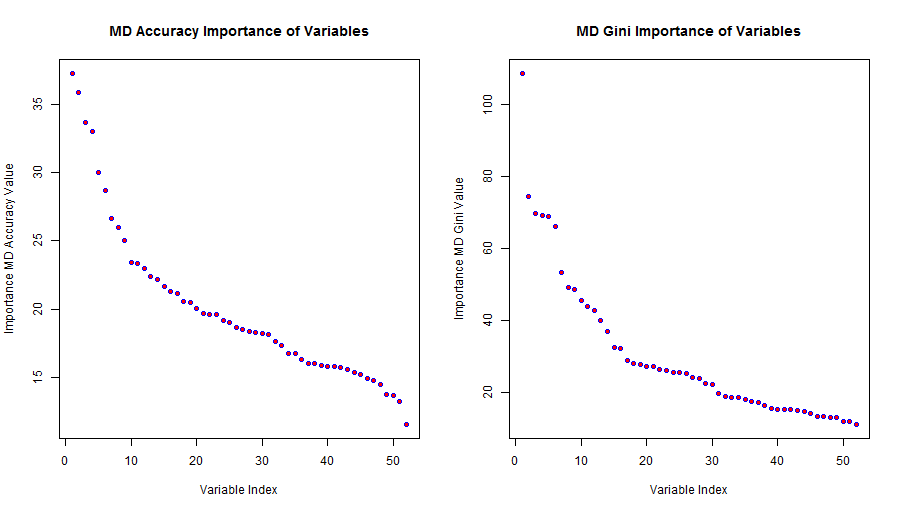 MD Accuracy Importance of Variables
Importance MD Accuracy Value
35
30
25
20
15
0 10 20 30 40 50
Variable Index
MD Gini Importance of Variables
Importance MD Gini Value
100
80
60
40
20
0 10 20 30 40 50
Variable Index